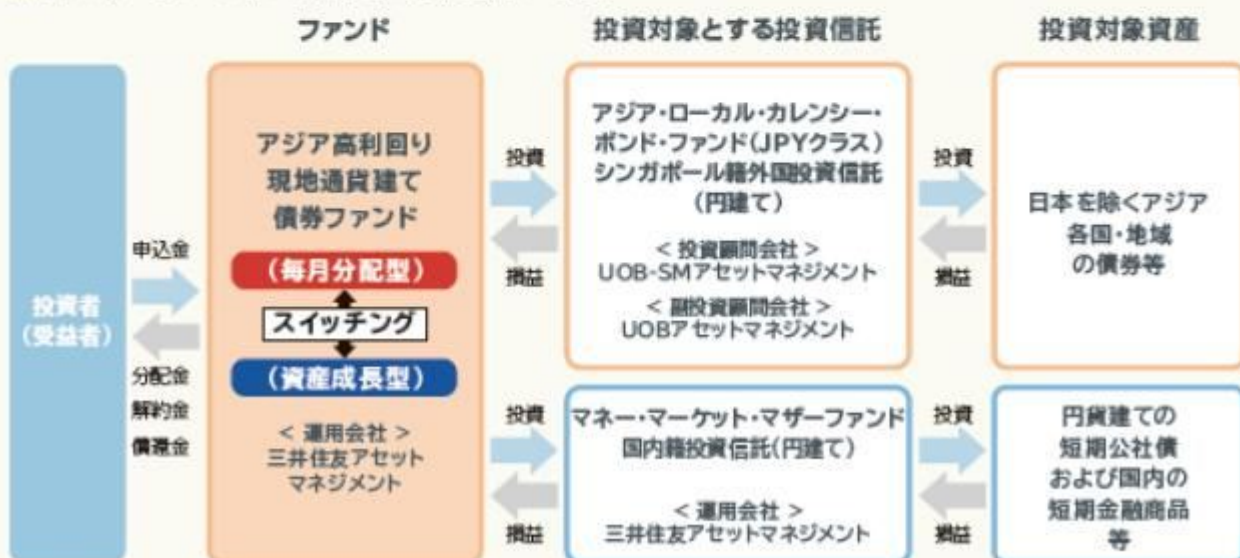 ファンド
投資対象とする投資信託
投資対象資産
投資者
(受益者)
申込金
分配金
解約金
償還金
アジア高利回り
現地通貨建て
債券ファンド
(毎月分配型)
スイッチング
(資産成長型)
< 運用会社 >
三井住友アセット
マネジメント
投資
損益
アジア・ローカル・カレンシー・
ボンド・ファンド(JPYクラス)
シンガポール籍外国投資信託
(円建て)
< 投資顧問会社 >
UOB-SMアセットマネジメント
< 副投資顧問会社 >
UOBアセットマネジメント
投資
損益
日本を除くアジア
各国・地域
の債券等
投資
損益
マネー・マーケット・マザーファンド
国内籍投資信託(円建て)
< 運用会社 >
三井住友アセットマネジメント
投資
損益
円貨建ての
短期公社債
および国内の
短期金融商品
等